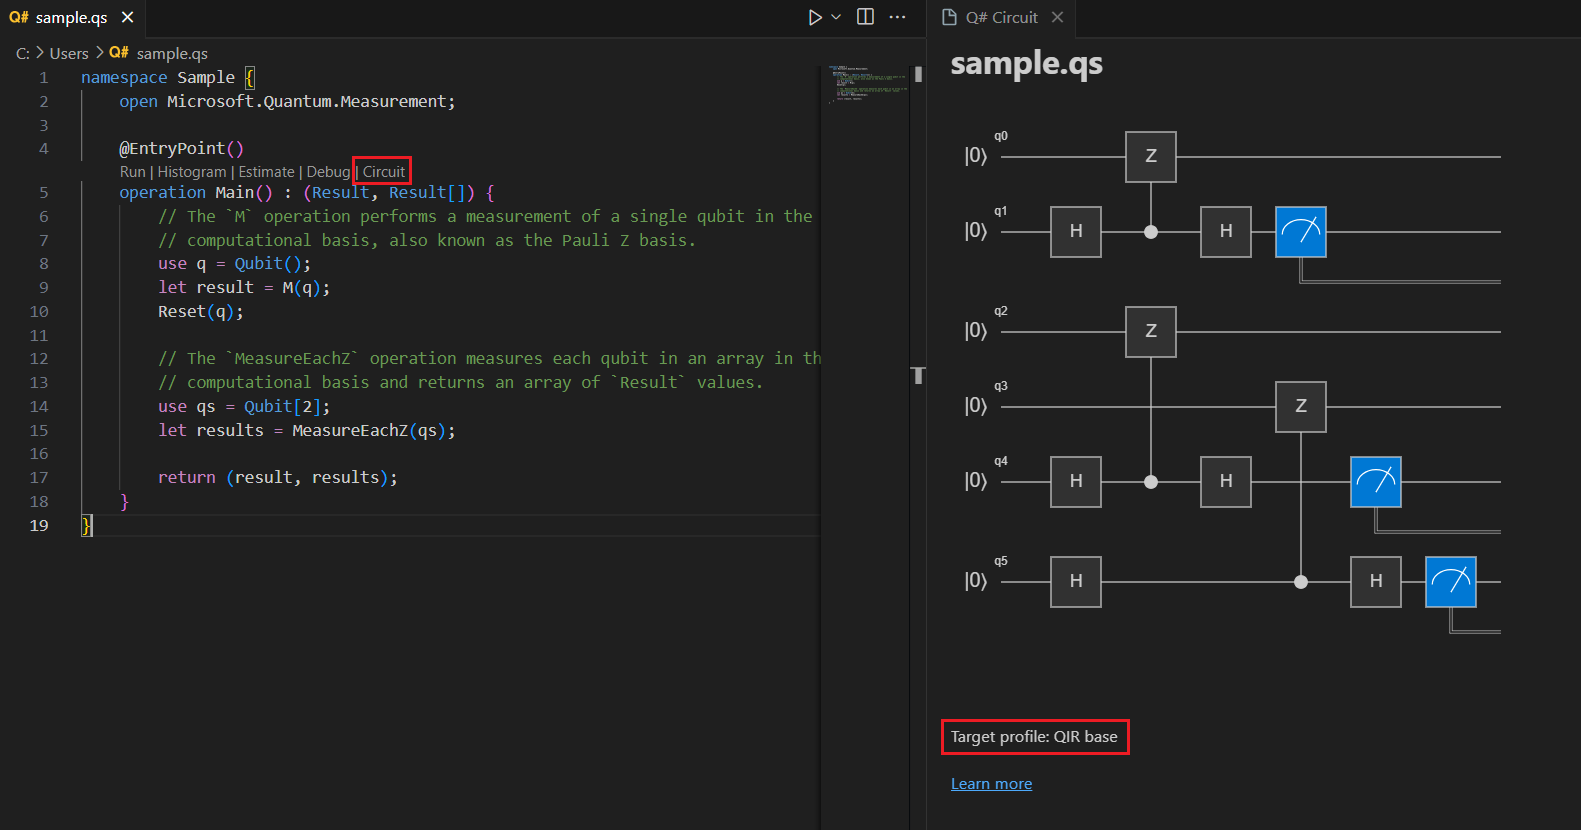 Q# sample.qs
C: > Users > Q# sample.qs
1 namespace Sample {
2 open Microsoft.Quantum.Measurement;
3
4 @EntryPoint()
Run | Histogram | Estimate | Debug | Circuit
5 operation Main() : (Result, Result[]) {
6 // The `M` operation performs a measurement of a single qubit in the
7 // computational basis, also known as the Pauli Z basis.
8 use q = Qubit();
9 let result = M(q);
10 Reset(q);
11
12 // The `MeasureEachZ` operation measures each qubit in an array in th
13 // computational basis and returns an array of `Result` values.
14 use qs = Qubit[2];
15 let results = MeasureEachZ(qs);
16
17 return (result, results);
18 }
19 }
Q# Circuit
sample.qs
q0
|0⟩ Z
q1
|0⟩ H H
q2
|0⟩ Z
q3
|0⟩ Z
q4
|0⟩ H H
q5
|0⟩ H H
Target profile: QIR base
Learn more